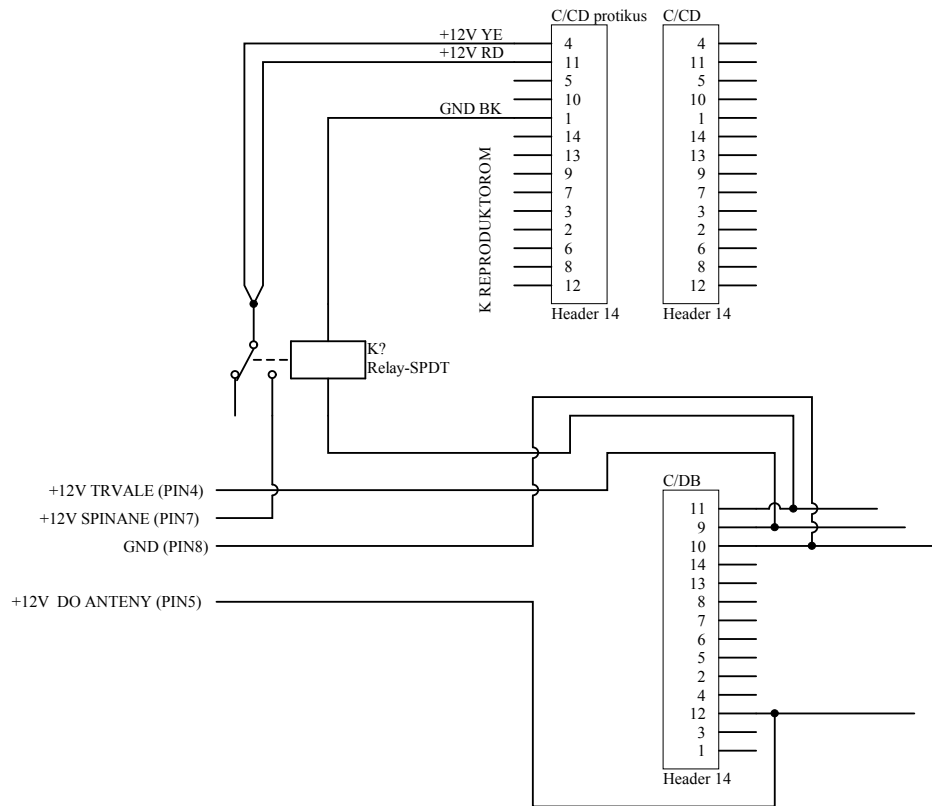 C/CD protikus
C/CD
+12V YE
+12V RD
GND BK
4
11
5
10
1
14
13
9
7
3
2
6
8
12
4
11
5
10
1
14
13
9
7
3
2
6
8
12
K REPRODUKTOROM
Header 14
Header 14
K?
Relay-SPDT
+12V TRVALE (PIN4)
+12V SPINANE (PIN7)
GND (PIN8)
+12V  DO ANTENY (PIN5)
C/DB
11
9
10
14
13
8
7
6
5
2
4
12
3
1
Header 14